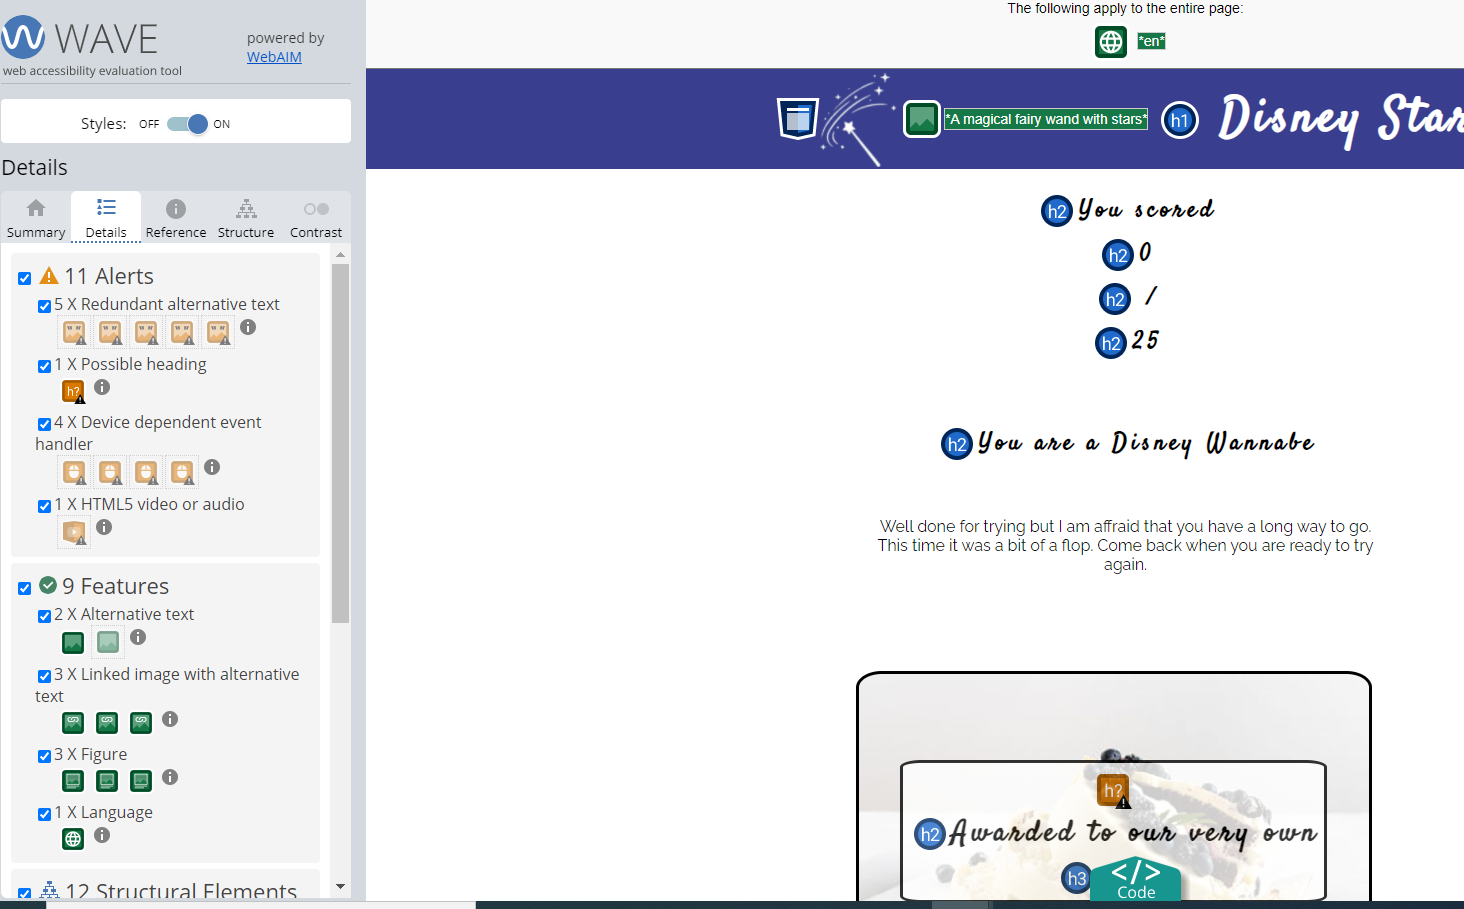 WAVE
web accessibility evaluation tool
powered by
WebAIM
Styles: OFF ON
Details
Summary Details Reference Structure Contrast
11 Alerts
5 X Redundant alternative text
1 X Possible heading
h?
4 X Device dependent event
handler
1 X HTML5 video or audio
9 Features
2 X Alternative text
3 X Linked image with alternative
text
3 X Figure
1 X Language
12 Structural Elements
The following apply to the entire page:
*en*
*A magical fairy wand with stars* h1 Disney Star
h2 You scored
h2 0
h2 /
h2 25
h2 You are a Disney Wannabe
Well done for trying but I am affraid that you have a long way to go.
This time it was a bit of a flop. Come back when you are ready to try
again.
h?
h2 Awarded to our very own
h3
</>
Code